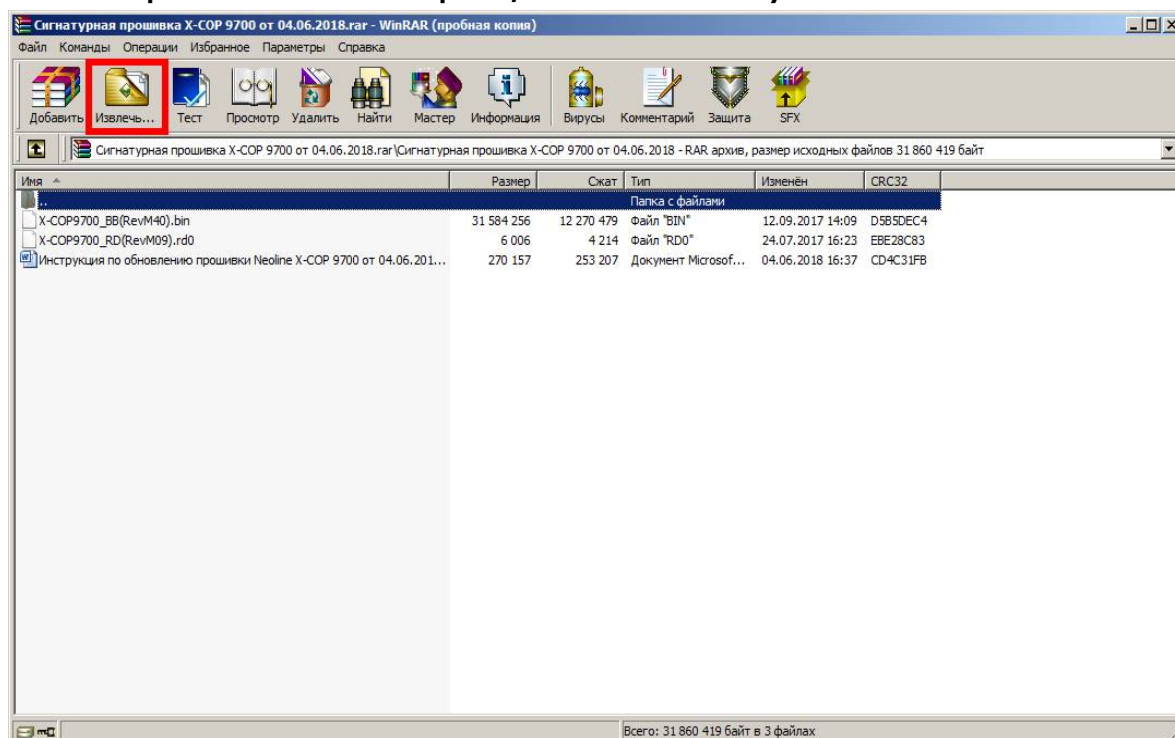 Сигнатурная прошивка X-COP 9700 от 04.06.2018.rar - WinRAR (пробная копия)
Файл Команды Операции Избранное Параметры Справка
Добавить Извлечь... Тест Просмотр Удалить Найти Мастер Информация Вирусы Комментарий Защита SFX
Сигнатурная прошивка X-COP 9700 от 04.06.2018.rar\Сигнатурная прошивка X-COP 9700 от 04.06.2018 - RAR архив, размер исходных файлов 31 860 419 байт
Имя Размер Сжат Тип Изменён CRC32
.. Папка с файлами
X-COP9700_BB(RevM40).bin 31 584 256 12 270 479 Файл "BIN" 12.09.2017 14:09 D5B5DEC4
X-COP9700_RD(RevM09).rd0 6 006 4 214 Файл "RD0" 24.07.2017 16:23 EBE28C83
Инструкция по обновлению прошивки Neoline X-COP 9700 от 04.06.201... 270 157 253 207 Документ Microsof... 04.06.2018 16:37 CD4C31FB
Всего: 31 860 419 байт в 3 файлах